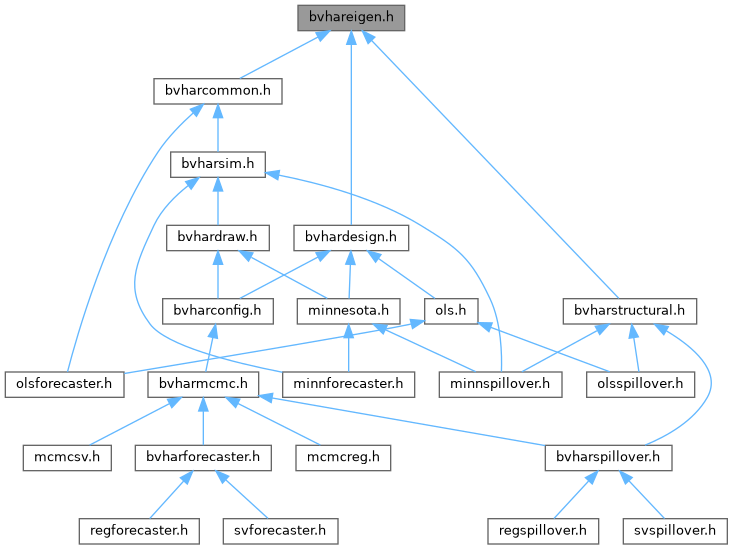 bvhareigen.h
bvharcommon.h
bvharsim.h
bvhardraw.h
bvhardesign.h
bvharconfig.h
minnesota.h
ols.h
bvharstructural.h
olsforecaster.h
bvharmcmc.h
minnforecaster.h
minnspillover.h
olsspillover.h
mcmcsv.h
bvharforecaster.h
mcmcreg.h
bvharspillover.h
regforecaster.h
svforecaster.h
regspillover.h
svspillover.h